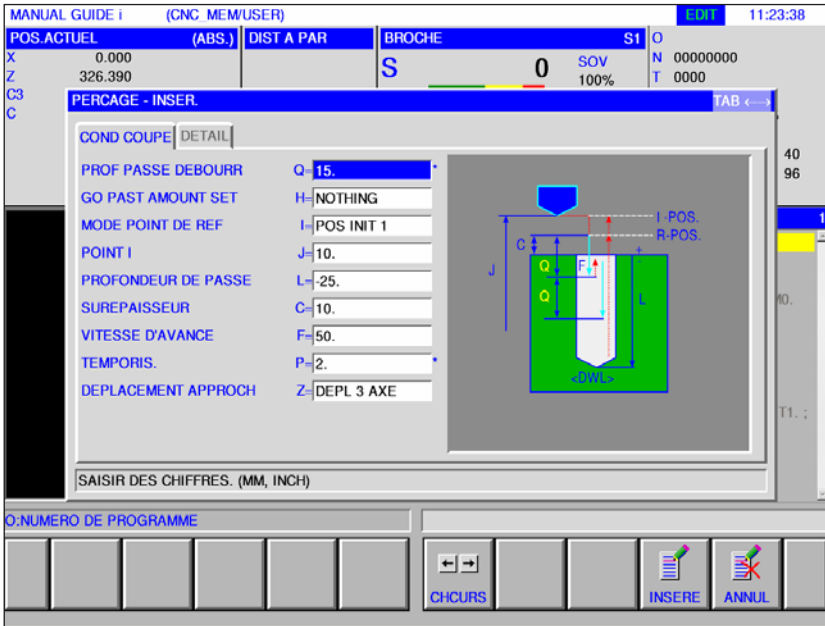 MANUAL GUIDE i (CNC_MEM/USER) EDIT 11:23:38
POS.ACTUEL (ABS.) DIST A PAR BROCHE S1 O
X 0.000 N 00000000
Z 326.390 S 0 SOV T 0000
100%
C3
C
PERCAGE - INSER. TAB ←→
COND COUPE DETAIL
PROF PASSE DEBOURR Q=15. *
GO PAST AMOUNT SET H=NOTHING
MODE POINT DE REF I=POS INIT 1
POINT I J=10.
PROFONDEUR DE PASSE L=-25.
SUREPAISSEUR C=10.
VITESSE D'AVANCE F=50.
TEMPORIS. P=2. *
DEPLACEMENT APPROCH Z=DEPL 3 AXE
I -POS.
R-POS.
C
J
Q F
+
-
Q
L
<DWL>
40
96
1
M0.
T1. ;
SAISIR DES CHIFFRES. (MM, INCH)
O:NUMERO DE PROGRAMME
← →
CHCURS INSERE ANNUL